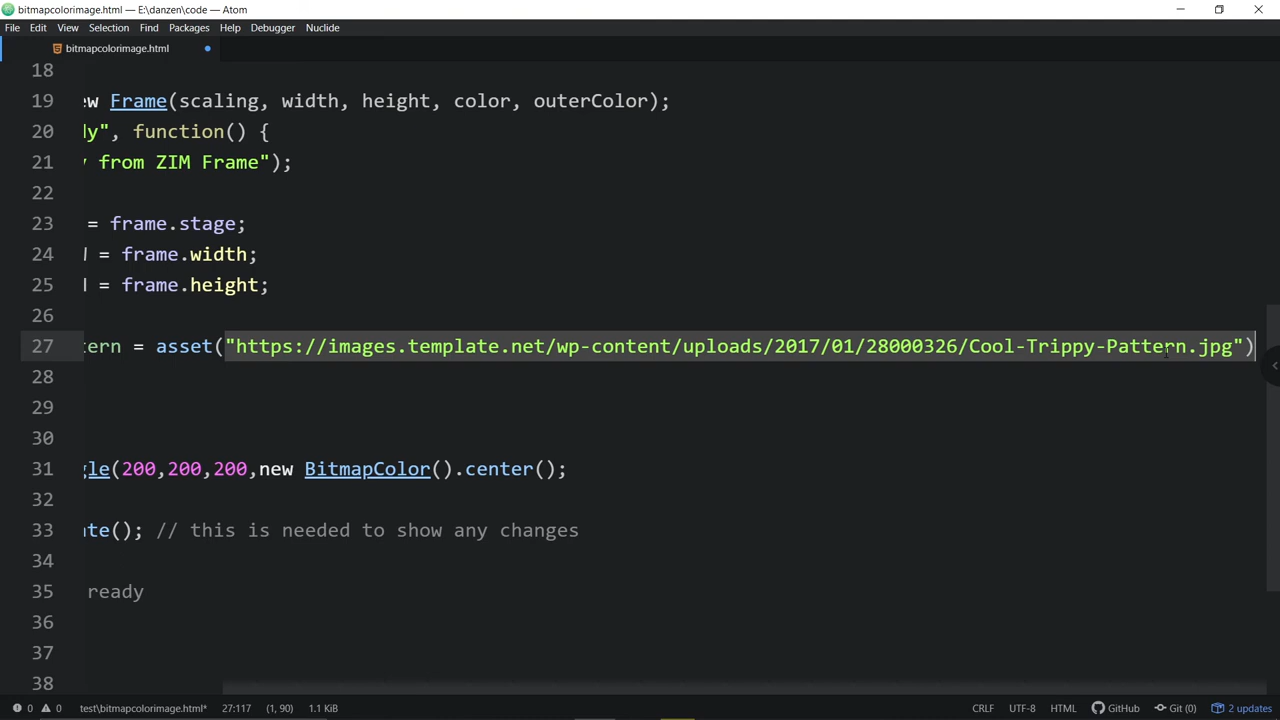 bitmapcolorimage.html — E:\danzen\code — Atom
File Edit View Selection Find Packages Help Debugger Nuclide
bitmapcolorimage.html
18
19 ew Frame(scaling, width, height, color, outerColor);
20 dy", function() {
21 y from ZIM Frame");
22
23 = frame.stage;
24 = frame.width;
25 = frame.height;
26
27 tern = asset("https://images.template.net/wp-content/uploads/2017/01/28000326/Cool-Trippy-Pattern.jpg")
28
29
30
31 gle(200,200,200,new BitmapColor().center();
32
33 ate(); // this is needed to show any changes
34
35 ready
36
37
38
0 0 test\bitmapcolorimage.html* 27:117 (1, 90) 1.1 KiB CRLF UTF-8 HTML GitHub Git (0) 2 updates